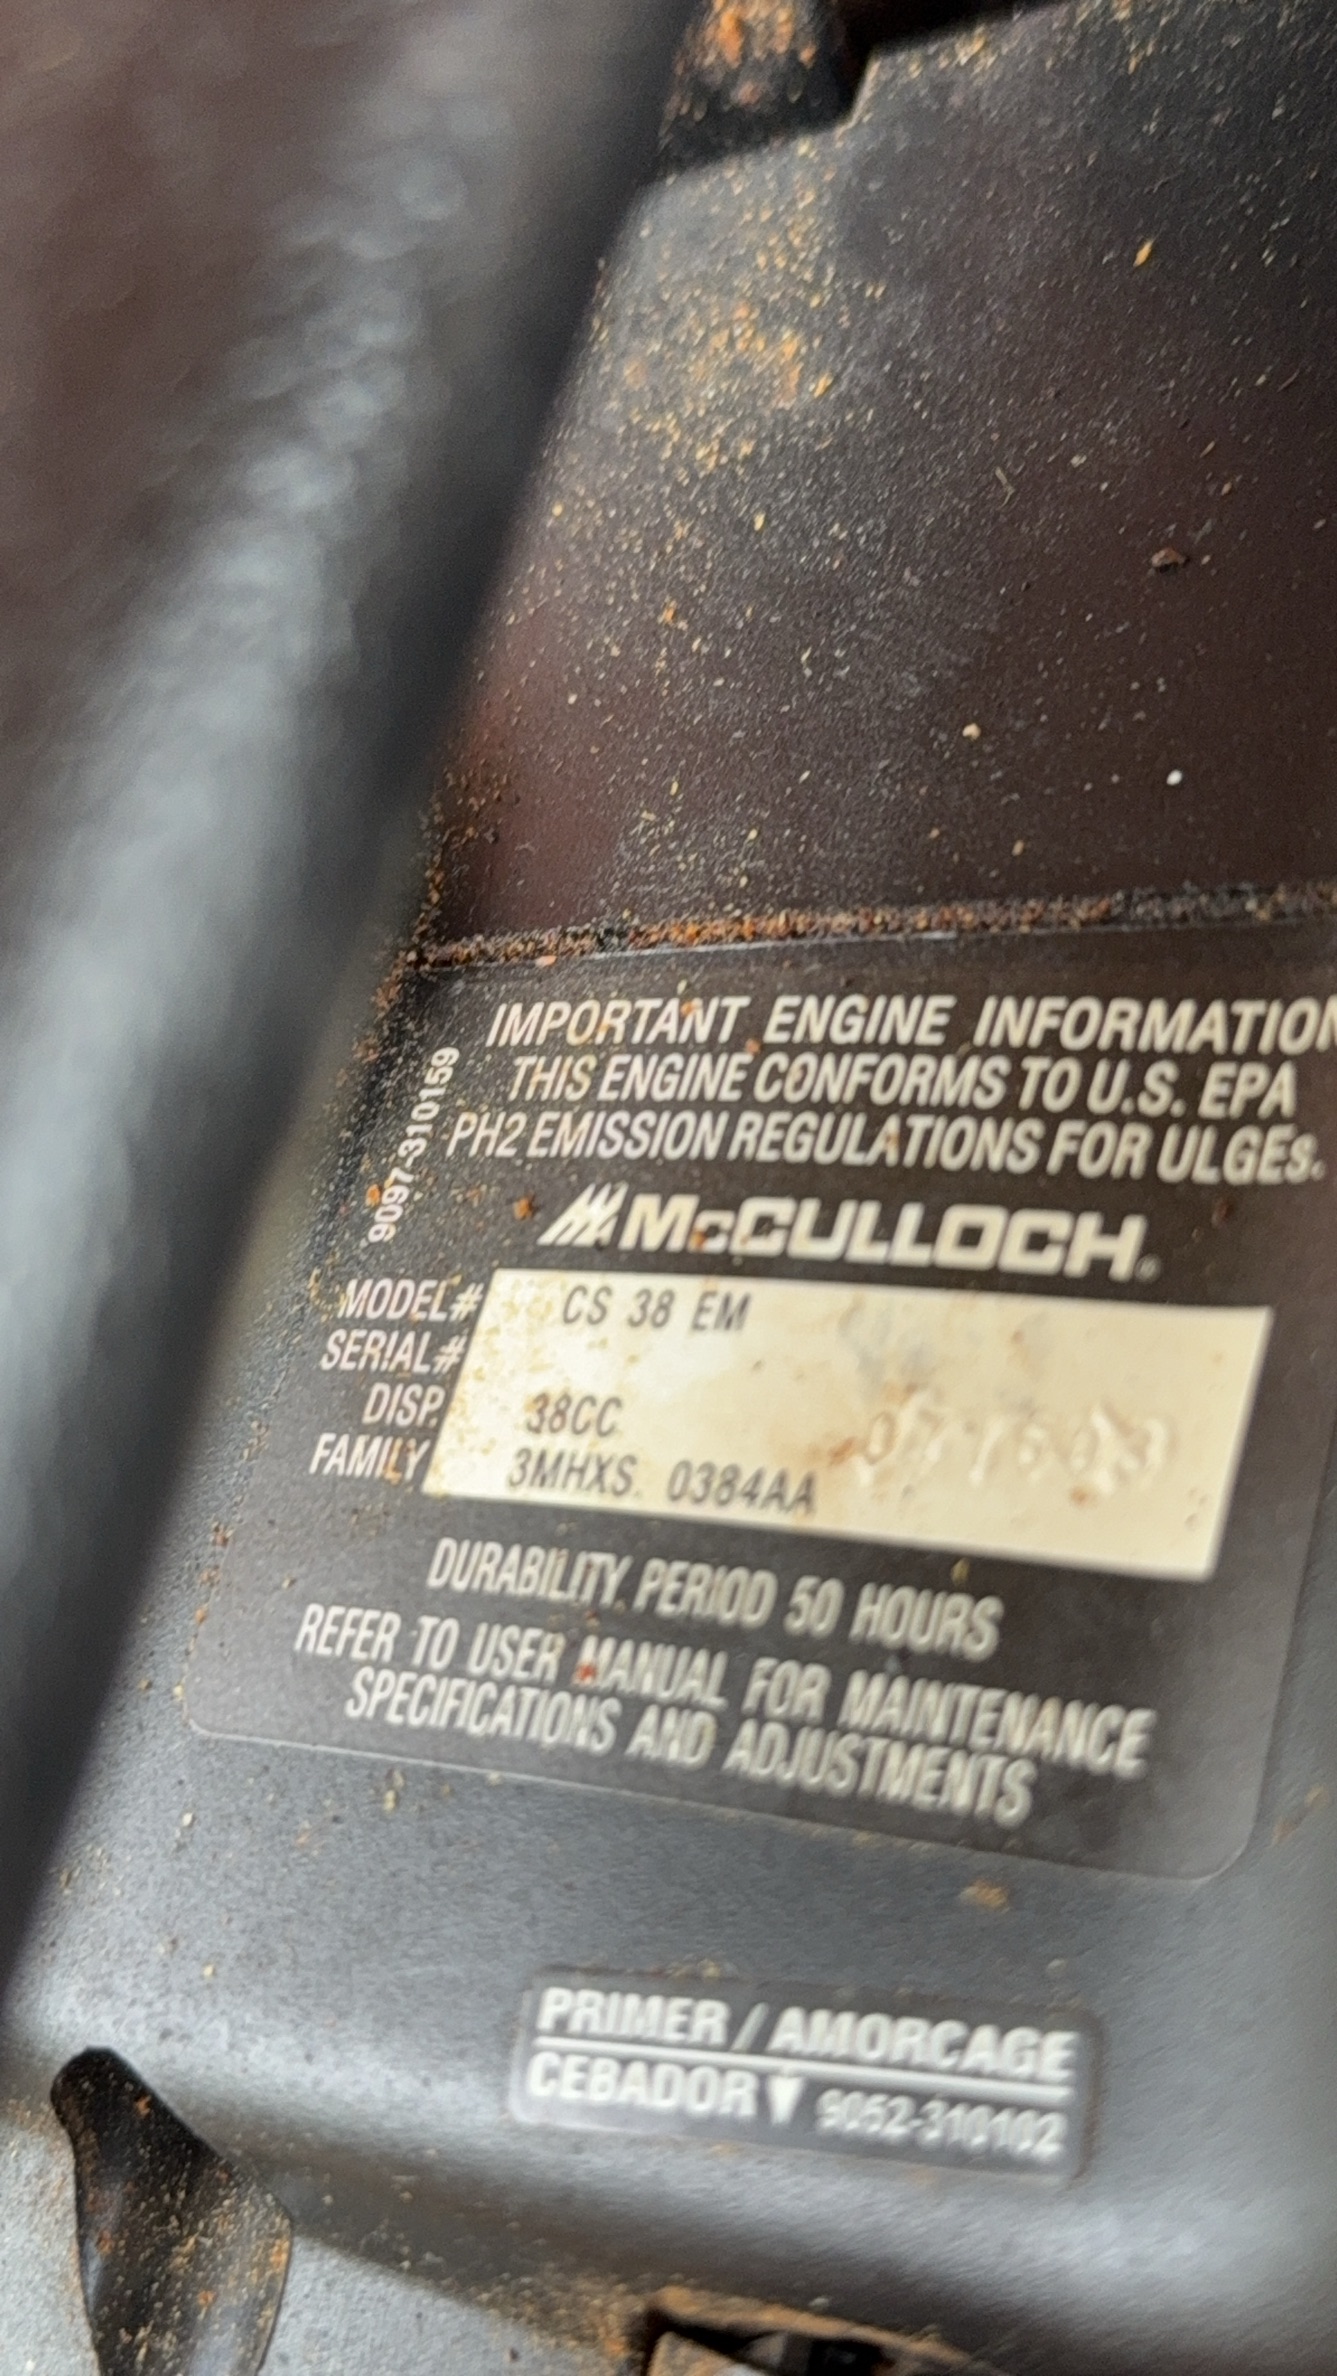 IMPORTANT ENGINE INFORMATION
THIS ENGINE CONFORMS TO U.S. EPA
PH2 EMISSION REGULATIONS FOR ULGEs.
9097-310159
McCULLOCH
MODEL# CS 38 EM
SERIAL#
DISP. 38CC
FAMILY 3MHXS. 0384AA
DURABILITY PERIOD 50 HOURS
REFER TO USER MANUAL FOR MAINTENANCE
SPECIFICATIONS AND ADJUSTMENTS
PRIMER / AMORCAGE
CEBADOR ▼ 9052-310102